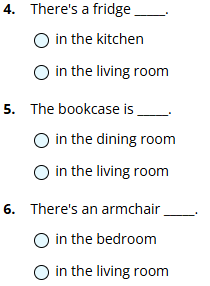 4. There's a fridge _____.
in the kitchen
in the living room
5. The bookcase is _____.
in the dining room
in the living room
6. There's an armchair _____.
in the bedroom
in the living room